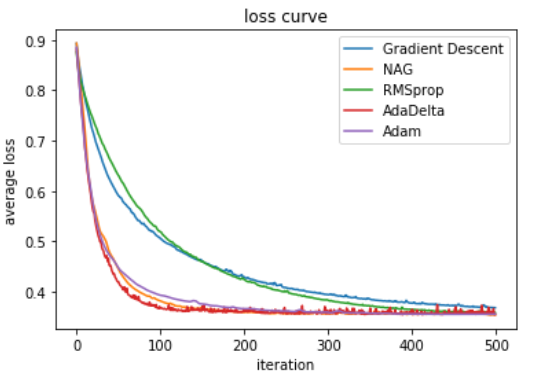 loss curve
0.9
0.8
0.7
0.6
0.5
0.4
average loss
Gradient Descent
NAG
RMSprop
AdaDelta
Adam
0 100 200 300 400 500
iteration